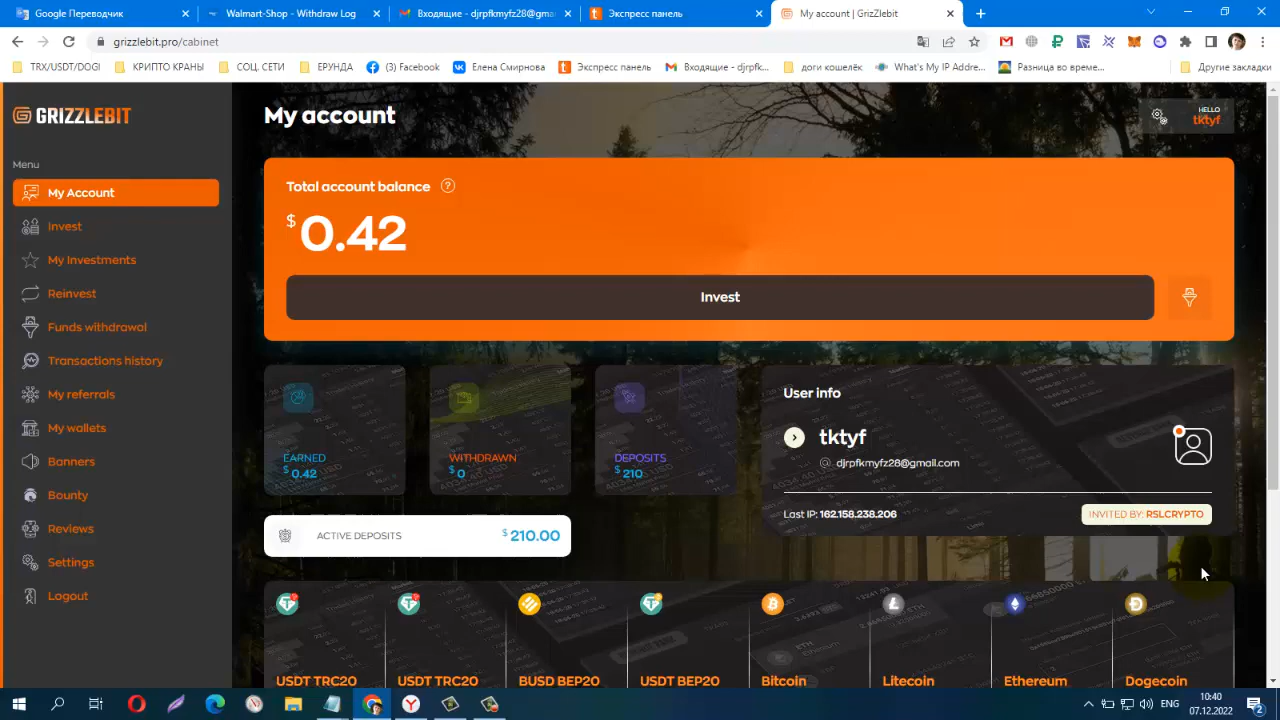 Google Переводчик
Walmart-Shop - Withdraw Log
Входящие - djrpfkmyfz28@gma
Экспресс панель
My account | GriZlebit
grizzlebit.pro/cabinet
TRX/USDT/DOGI
КРИПТО КРАНЫ
СОЦ. СЕТИ
ЕРУНДА
(3) Facebook
Елена Смирнова
Экспресс панель
Входящие - djrpfk...
доги кошелёк
What's My IP Addre...
Разница во време...
Другие закладки
GRIZZLEBIT
My account
HELLO
tktyf
Menu
My Account
Invest
My Investments
Reinvest
Funds withdrawal
Transactions history
My referrals
My wallets
Banners
Bounty
Reviews
Settings
Logout
Total account balance ?
$ 0.42
Invest
EARNED
$ 0.42
WITHDRAWN
$ 0
DEPOSITS
$ 210
User info
tktyf
@ djrpfkmyfz28@gmail.com
Last IP: 162.158.238.206
INVITED BY: RSLCRYPTO
ACTIVE DEPOSITS
$ 210.00
USDT TRC20
USDT TRC20
BUSD BEP20
USDT BEP20
Bitcoin
Litecoin
Ethereum
Dogecoin
ENG
10:40
07.12.2022
2